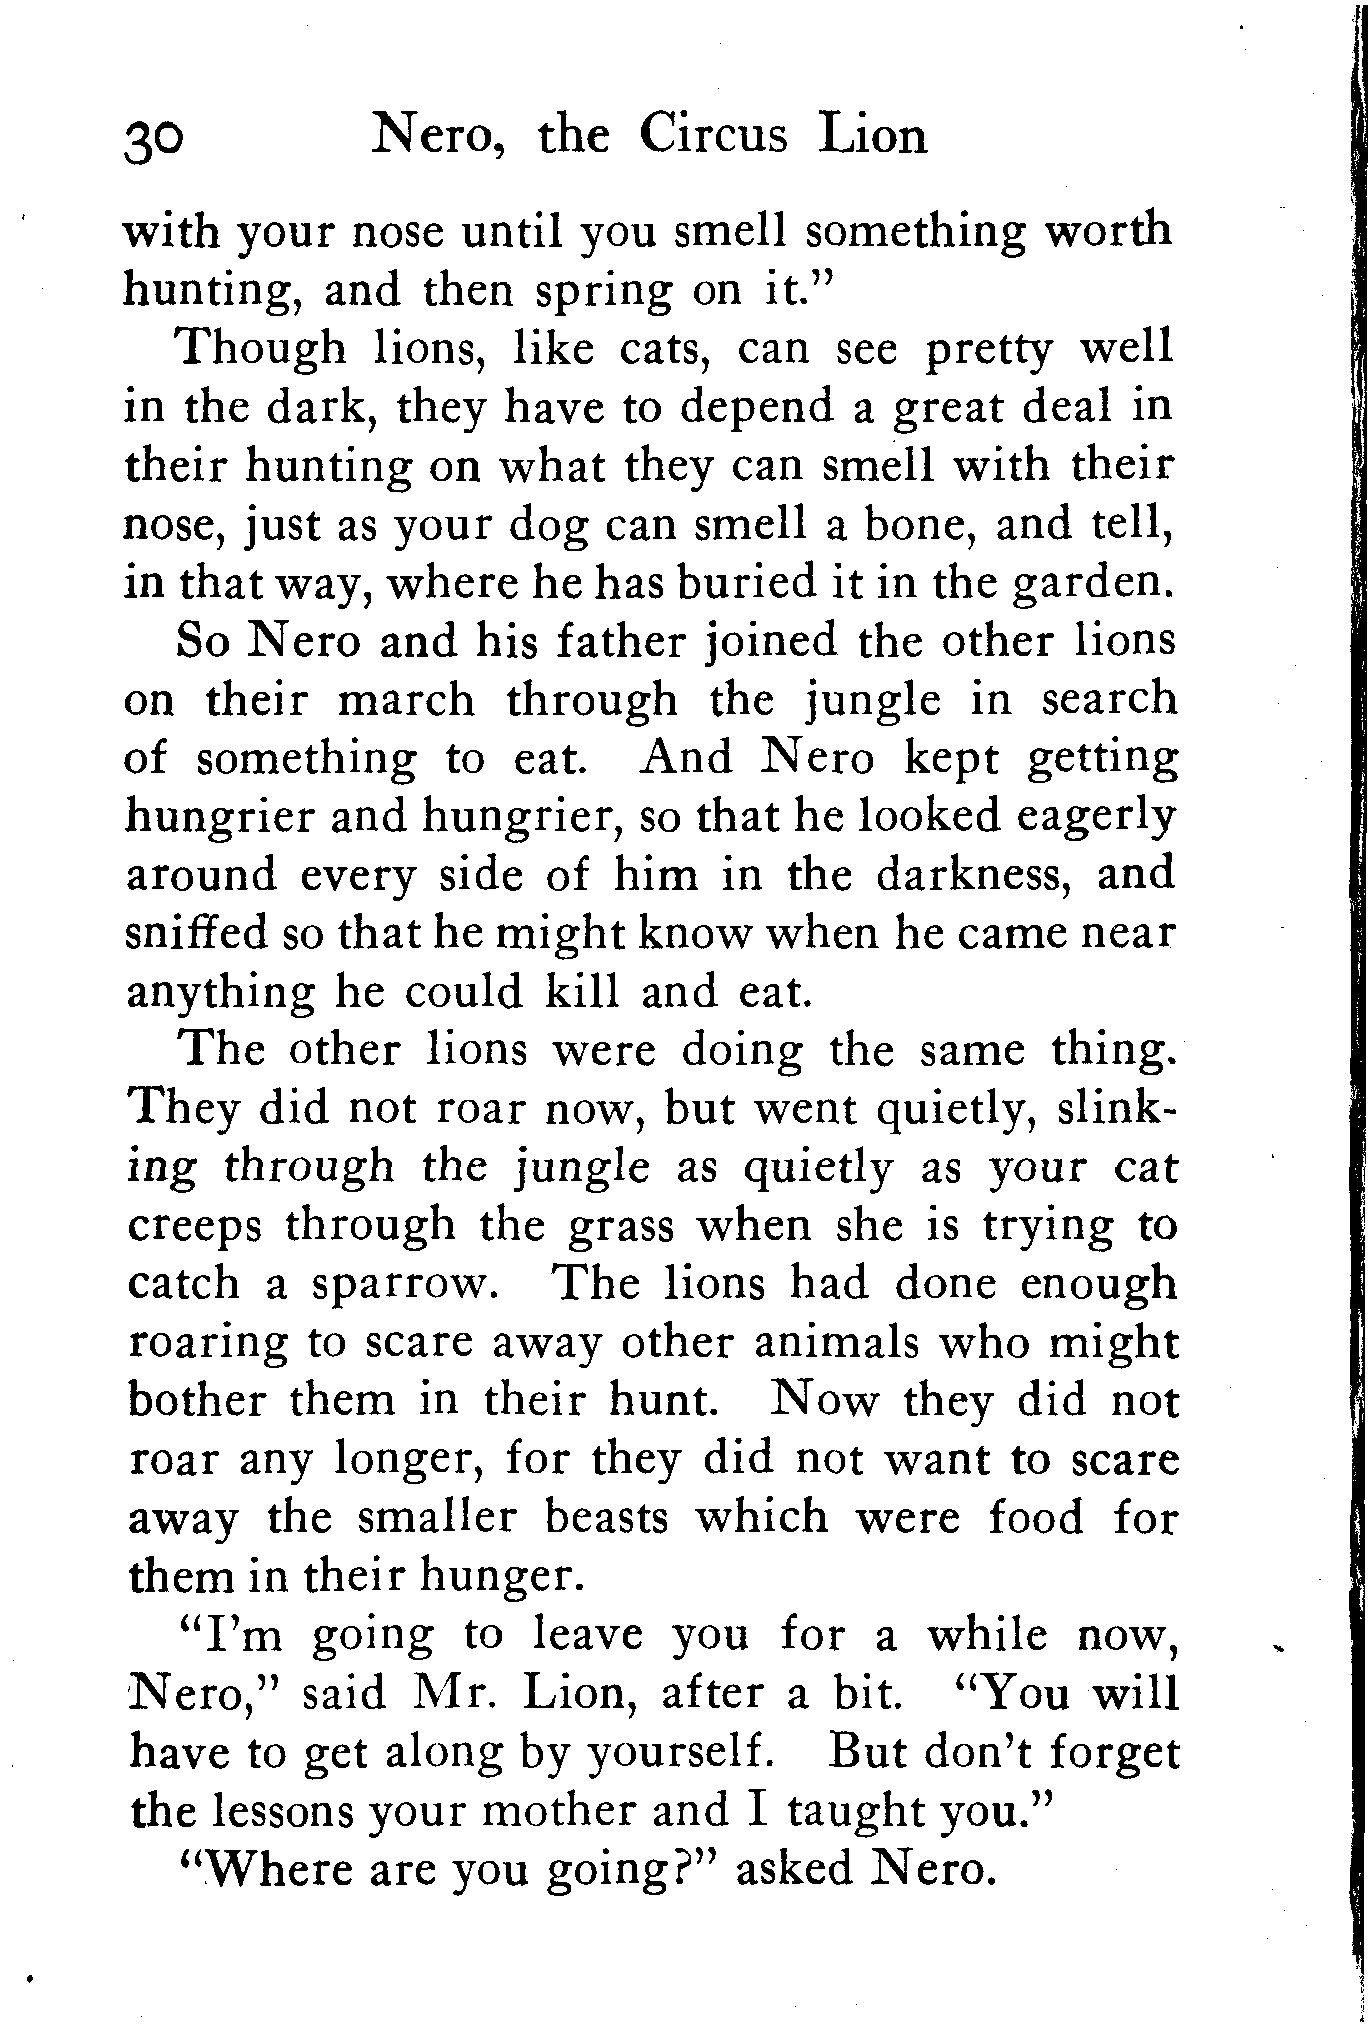 30 Nero, the Circus Lion
with your nose until you smell something worth
hunting, and then spring on it.”
Though lions, like cats, can see pretty well
in the dark, they have to depend a great deal in
their hunting on what they can smell with their
nose, just as your dog can smell a bone, and tell,
in that way, where he has buried it in the garden.
So Nero and his father joined the other lions
on their march through the jungle in search
of something to eat. And Nero kept getting
hungrier and hungrier, so that he looked eagerly
around every side of him in the darkness, and
sniffed so that he might know when he came near
anything he could kill and eat.
The other lions were doing the same thing.
They did not roar now, but went quietly, slink-
ing through the jungle as quietly as your cat
creeps through the grass when she is trying to
catch a sparrow. The lions had done enough
roaring to scare away other animals who might
bother them in their hunt. Now they did not
roar any longer, for they did not want to scare
away the smaller beasts which were food for
them in their hunger.
“I’m going to leave you for a while now,
Nero,” said Mr. Lion, after a bit. “You will
have to get along by yourself. But don’t forget
the lessons your mother and I taught you.”
“Where are you going?” asked Nero.